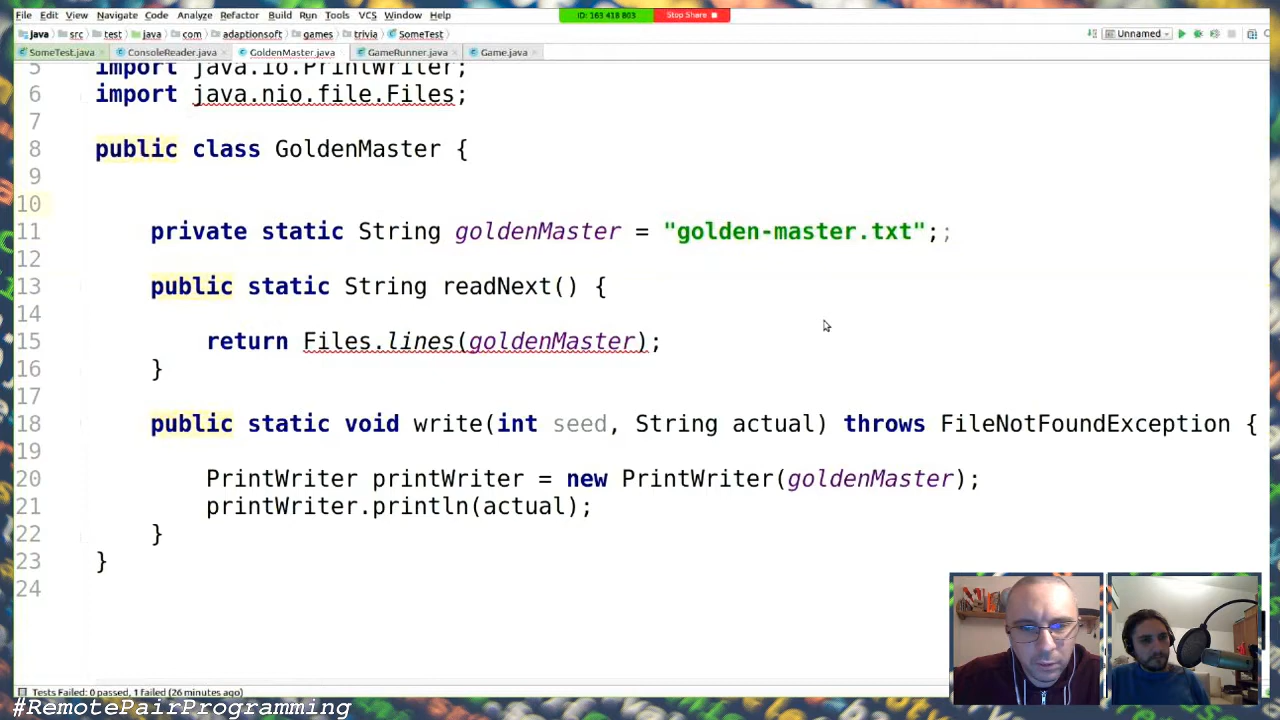 File Edit View Navigate Code Analyze Refactor Build Run Tools VCS Window Help ID: 163 418 803 Stop Share
java src test java com adaptionsoft games trivia SomeTest Unnamed
SomeTest.java ConsoleReader.java GoldenMaster.java GameRunner.java Game.java
5 import java.io.PrintWriter;
6 import java.nio.file.Files;
7
8 public class GoldenMaster {
9
10
11 private static String goldenMaster = "golden-master.txt";;
12
13 public static String readNext() {
14
15 return Files.lines(goldenMaster);
16 }
17
18 public static void write(int seed, String actual) throws FileNotFoundException {
19
20 PrintWriter printWriter = new PrintWriter(goldenMaster);
21 printWriter.println(actual);
22 }
23 }
24
Tests Failed: 0 passed, 1 failed (26 minutes ago)
#RemotePairProgramming